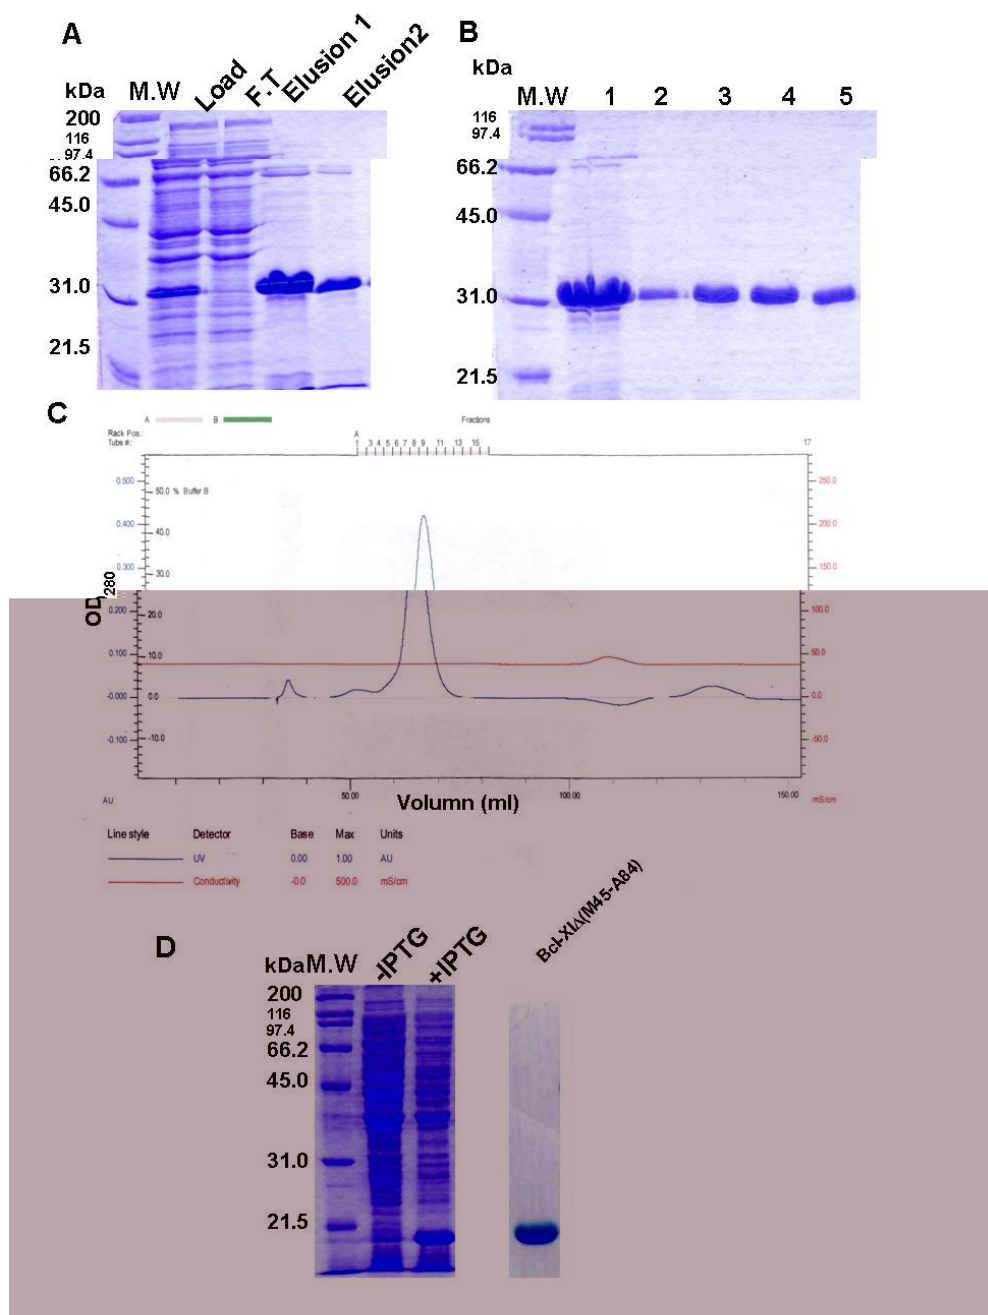 A
B
kDa
M.W
Load
F.T
Elusion 1
Elusion2
200
116
97.4
66.2
45.0
31.0
21.5
kDa
M.W 1 2 3 4 5
116
97.4
66.2
45.0
31.0
21.5
C
A B Fractions
Rack Pos.: A
Tube #: 1 3 4 5 6 7 8 9 11 13 15 17
0.500 50.0 % Buffer B 250.0
0.400 40.0 200.0
0.300 30.0 150.0
OD280
0.200 20.0 100.0
0.100 10.0 50.0
-0.000 0.0 0.0
-0.100 -10.0 -50.0
50.00 100.00 150.00
AU Volumn (ml) mS/cm
Line style Detector Base Max Units
UV 0.00 1.00 AU
Conductivity -0.0 500.0 mS/cm
D
kDa M.W -IPTG +IPTG
Bcl-XlΔ(M45-A84)
200
116
97.4
66.2
45.0
31.0
21.5